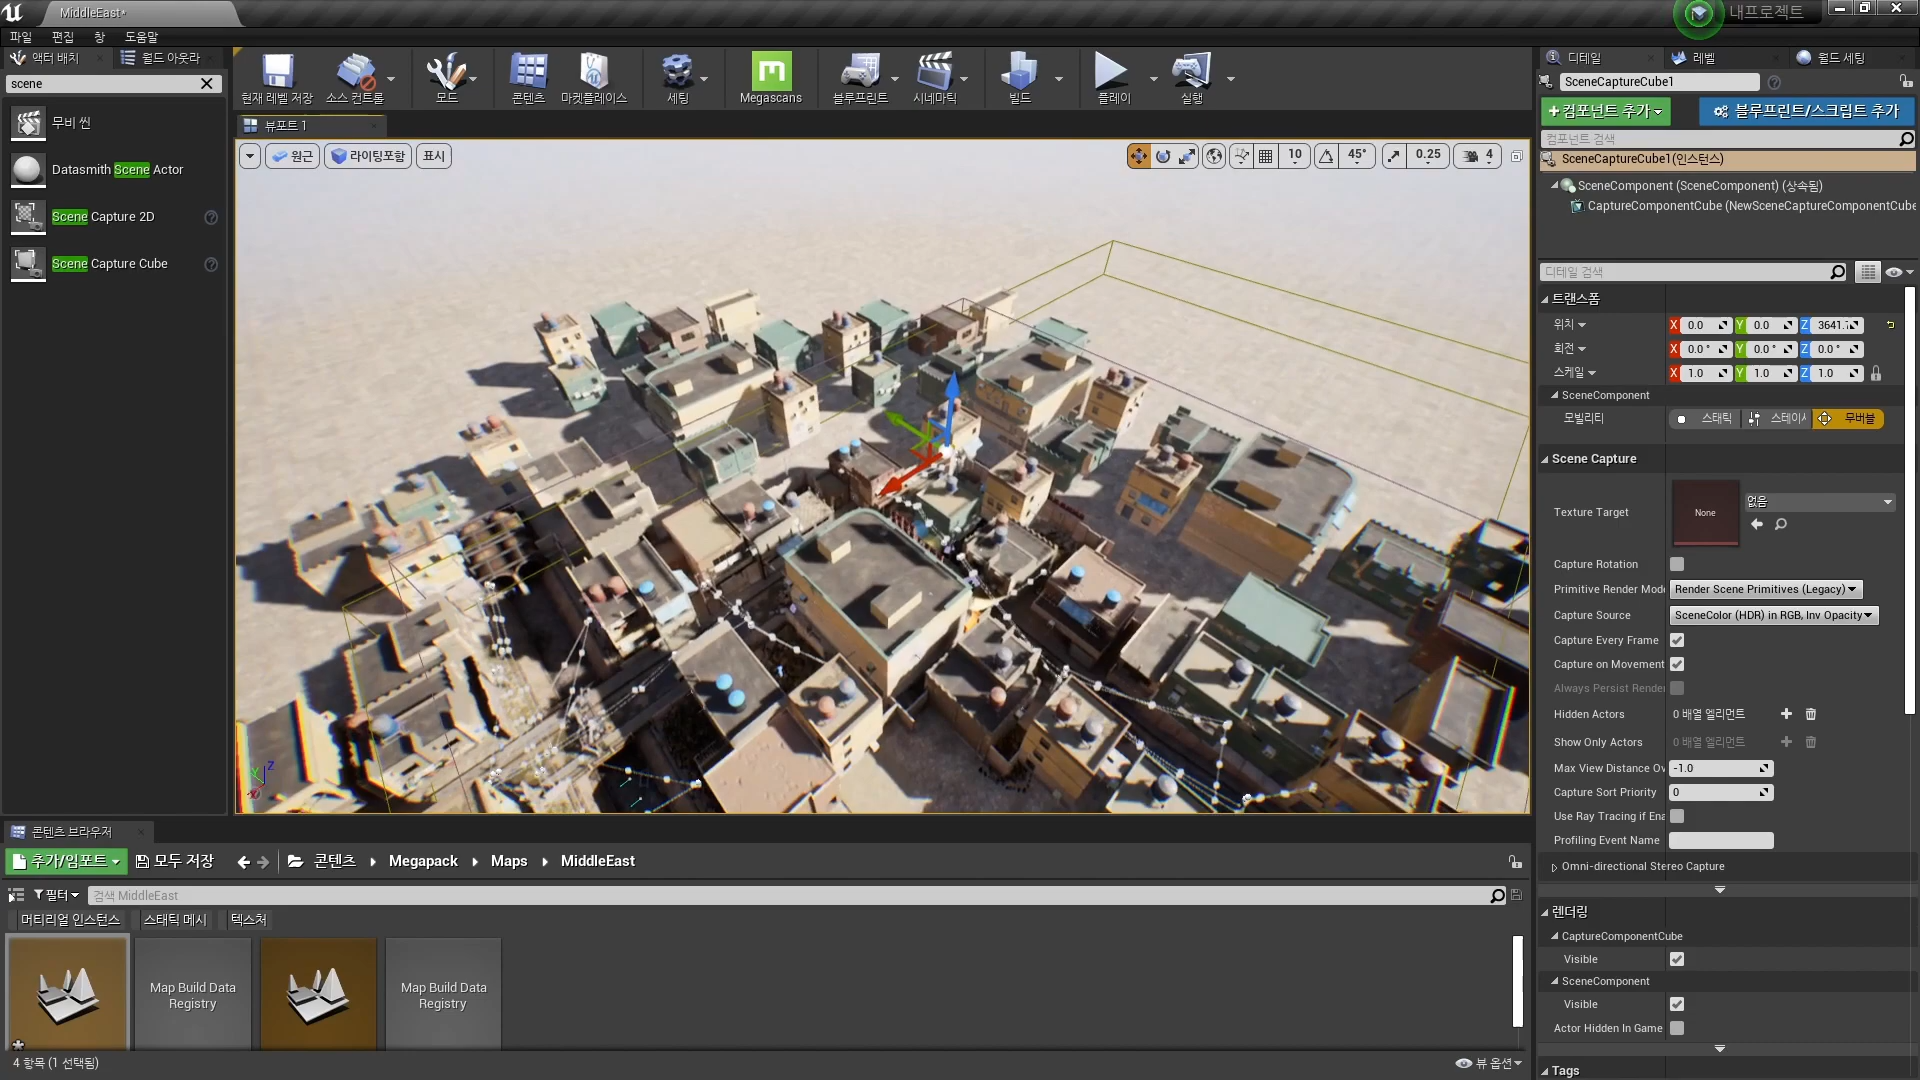 MiddleEast*
내프로젝트
파일 편집 창 도움말
액터 배치
월드 아웃라
scene
무비 씬
Datasmith Scene Actor
Scene Capture 2D
Scene Capture Cube
현재 레벨 저장
소스 컨트롤
모드
콘텐츠
마켓플레이스
세팅
Megascans
블루프린트
시네마틱
빌드
플레이
실행
뷰포트 1
원근
라이팅포함
표시
10
45°
0.25
4
Z
Y
X
디테일
레벨
월드 세팅
SceneCaptureCube1
+컴포넌트 추가
블루프린트/스크립트 추가
컴포넌트 검색
SceneCaptureCube1(인스턴스)
SceneComponent (SceneComponent) (상속됨)
CaptureComponentCube (NewSceneCaptureComponentCube
디테일 검색
트랜스폼
위치 X 0.0 Y 0.0 Z 3641.
회전 X 0.0 ° Y 0.0 ° Z 0.0 °
스케일 X 1.0 Y 1.0 Z 1.0
SceneComponent
모빌리티 스태틱 스테이셔 무버블
Scene Capture
Texture Target None 없음
Capture Rotation
Primitive Render Mode Render Scene Primitives (Legacy)
Capture Source SceneColor (HDR) in RGB, Inv Opacity
Capture Every Frame
Capture on Movement
Always Persist Render
Hidden Actors 0 배열 엘리먼트
Show Only Actors 0 배열 엘리먼트
Max View Distance Ov -1.0
Capture Sort Priority 0
Use Ray Tracing if Ena
Profiling Event Name
Omni-directional Stereo Capture
렌더링
CaptureComponentCube
Visible
SceneComponent
Visible
Actor Hidden In Game
Tags
콘텐츠 브라우저
추가/임포트
모두 저장
콘텐츠
Megapack
Maps
MiddleEast
필터
검색 MiddleEast
머티리얼 인스턴스 스태틱 메시 텍스처
Map Build Data
Registry
Map Build Data
Registry
4 항목 (1 선택됨)
뷰 옵션